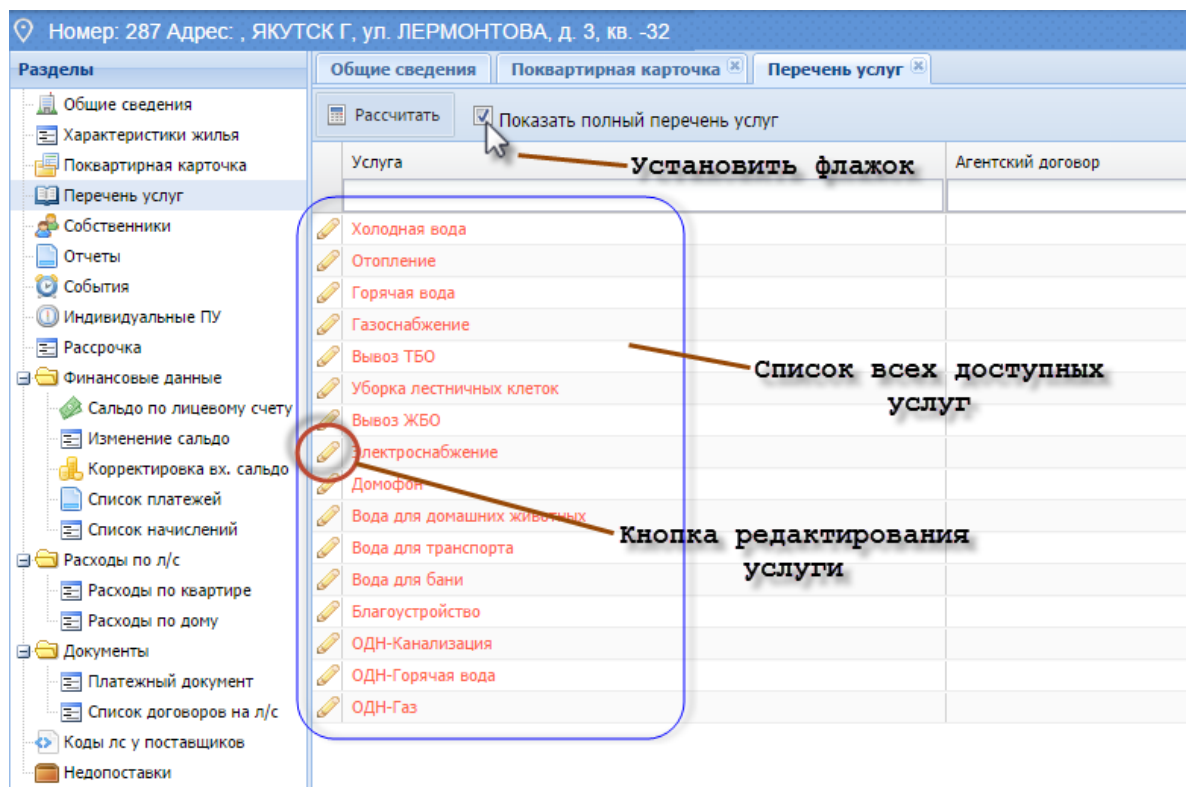 Номер: 287 Адрес: , ЯКУТСК Г, ул. ЛЕРМОНТОВА, д. 3, кв. -32
Разделы
Общие сведения
Характеристики жилья
Поквартирная карточка
Перечень услуг
Собственники
Отчеты
События
Индивидуальные ПУ
Рассрочка
Финансовые данные
Сальдо по лицевому счету
Изменение сальдо
Корректировка вх. сальдо
Список платежей
Список начислений
Расходы по л/с
Расходы по квартире
Расходы по дому
Документы
Платежный документ
Список договоров на л/с
Коды лс у поставщиков
Недопоставки
Общие сведения
Поквартирная карточка
Перечень услуг
Рассчитать
Показать полный перечень услуг
Установить флажок
Услуга
Агентский договор
Холодная вода
Отопление
Горячая вода
Газоснабжение
Вывоз ТБО
Уборка лестничных клеток
Вывоз ЖБО
Электроснабжение
Домофон
Вода для домашних животных
Вода для транспорта
Вода для бани
Благоустройство
ОДН-Канализация
ОДН-Горячая вода
ОДН-Газ
Список всех доступных
услуг
Кнопка редактирования
услуги